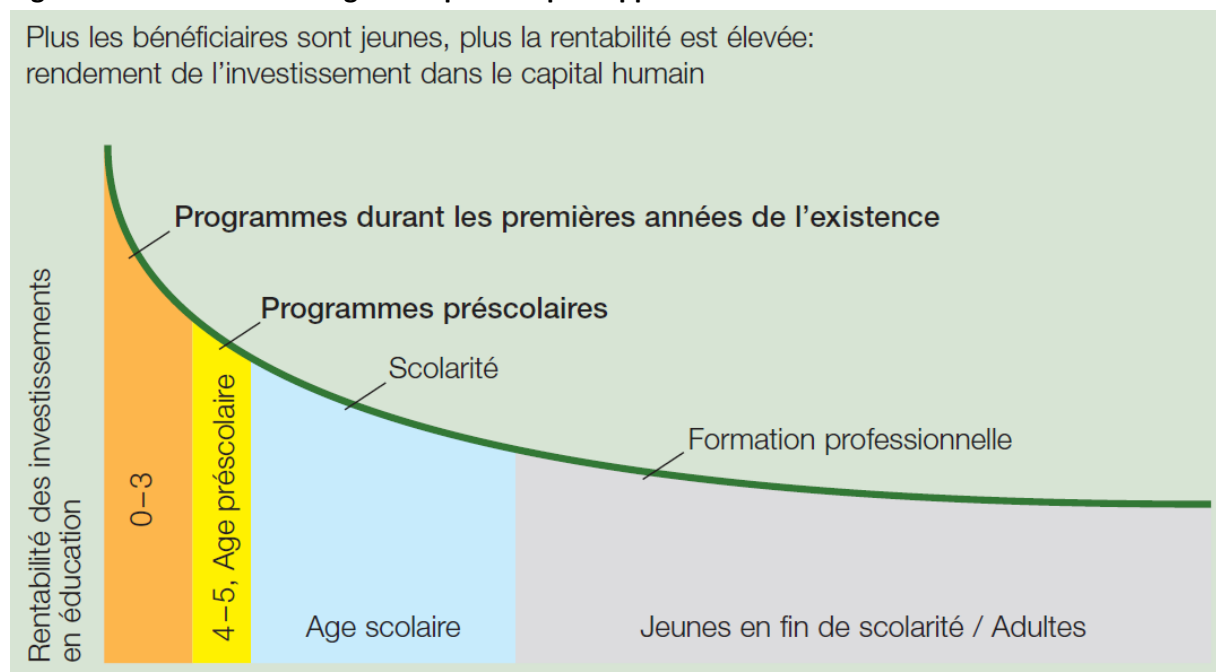 Plus les bénéficiaires sont jeunes, plus la rentabilité est élevée:
rendement de l'investissement dans le capital humain
Programmes durant les premières années de l'existence
Programmes préscolaires
Scolarité
Formation professionnelle
Rentabilité des investissements
en éducation
0–3
4–5, Age préscolaire
Age scolaire
Jeunes en fin de scolarité / Adultes